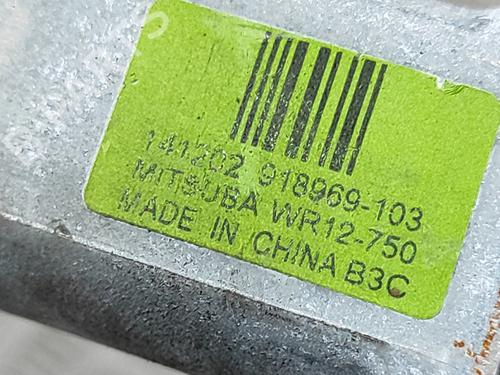 141202 918969-103
MITSUBA WR12-750
MADE IN CHINA B3C